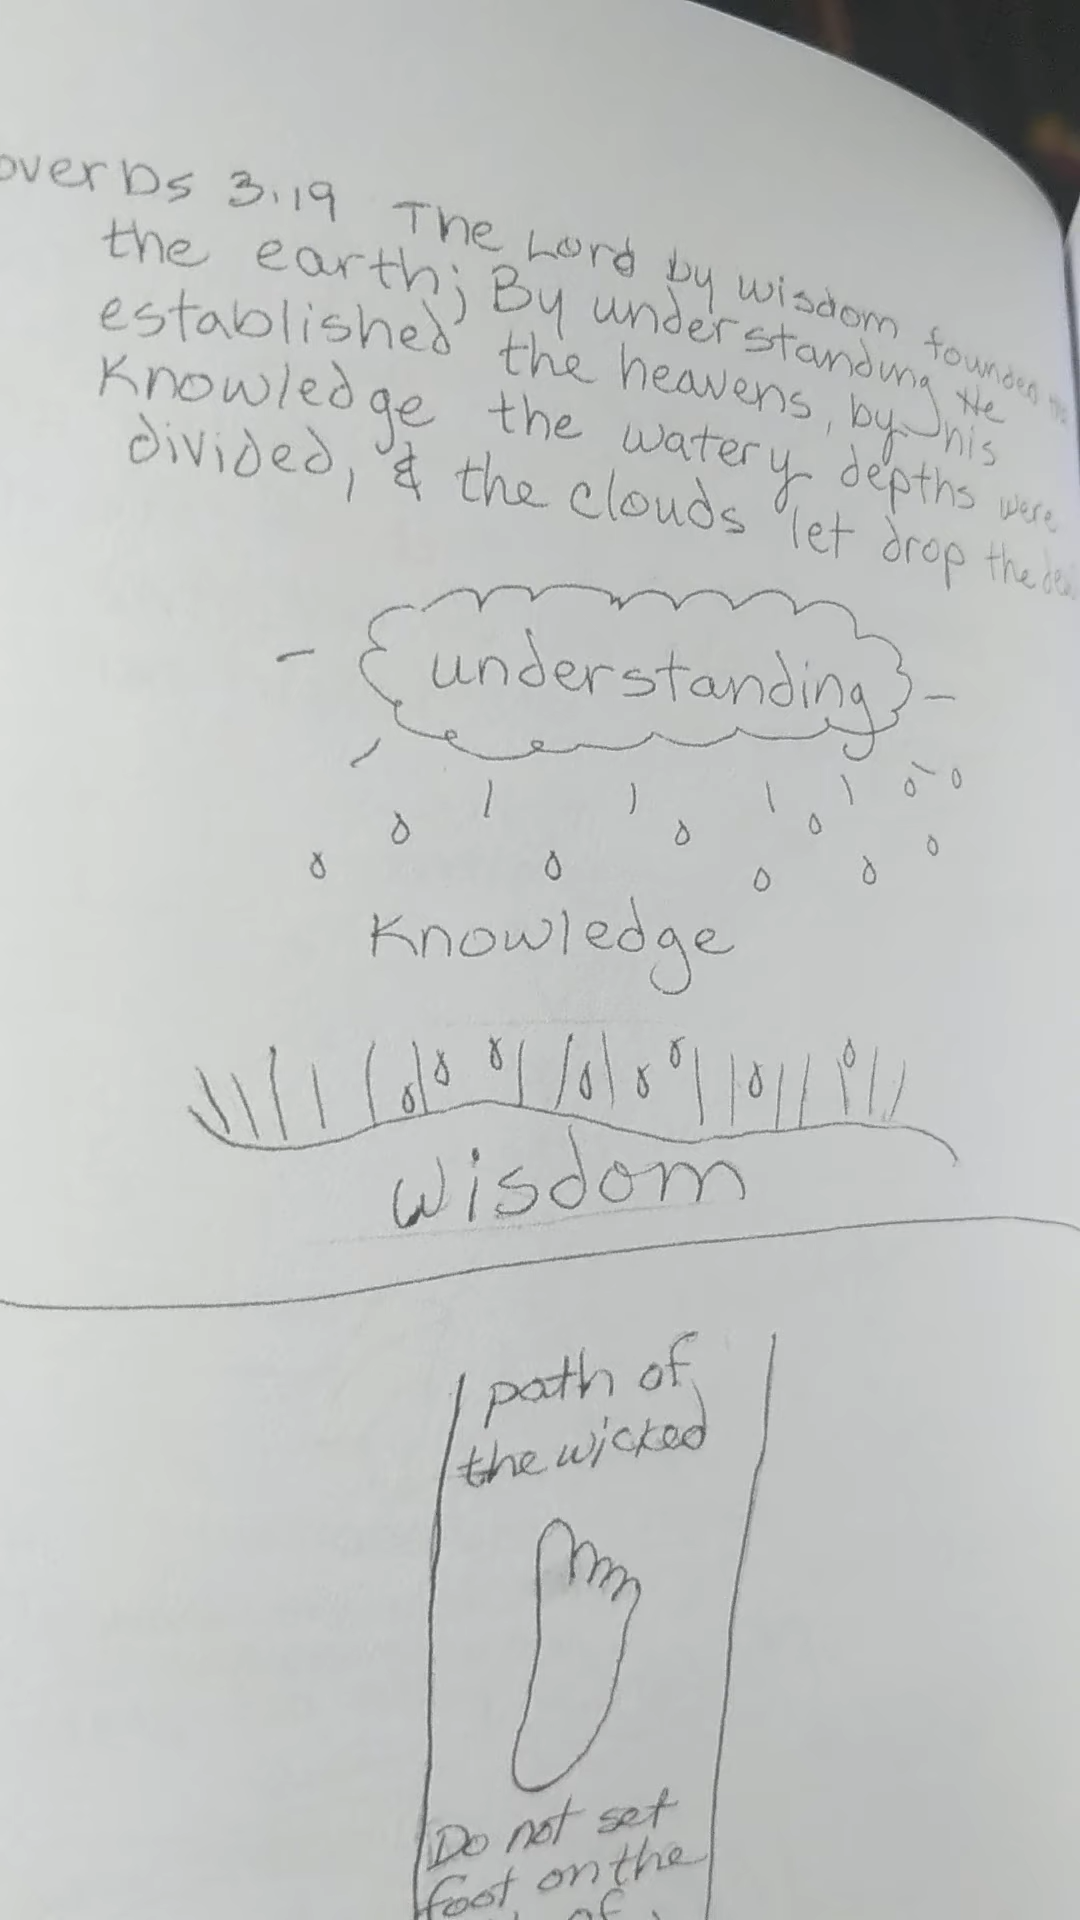 overbs 3.19 The Lord by wisdom founded
the earth; By understanding He
established the heavens, by his
Knowledge the watery depths were
divided, & the clouds let drop the
understanding
Knowledge
wisdom
path of
the wicked
Do not set
foot on the
of